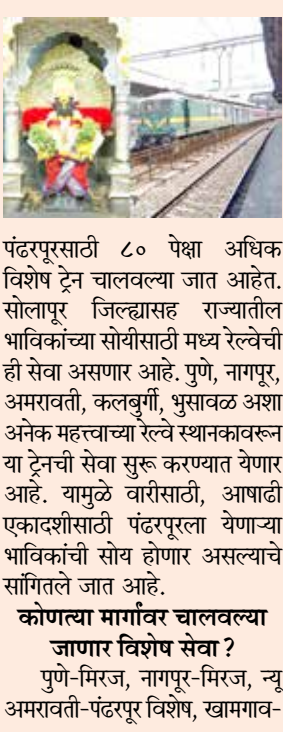 पंढरपूरसाठी ८० पेक्षा अधिक
विशेष ट्रेन चालवल्या जात आहेत.
सोलापूर जिल्ह्यासह राज्यातील
भाविकांच्या सोयीसाठी मध्य रेल्वेची
ही सेवा असणार आहे. पुणे, नागपूर,
अमरावती, कलबुर्गी, भुसावळ अशा
अनेक महत्त्वाच्या रेल्वे स्थानकावरून
या ट्रेनची सेवा सुरू करण्यात येणार
आहे. यामुळे वारीसाठी, आषाढी
एकादशीसाठी पंढरपूरला येणाऱ्या
भाविकांची सोय होणार असल्याचे
सांगितले जात आहे.
कोणत्या मार्गावर चालवल्या
जाणार विशेष सेवा?
पुणे-मिरज, नागपूर-मिरज, न्यू
अमरावती-पंढरपूर विशेष, खामगाव-